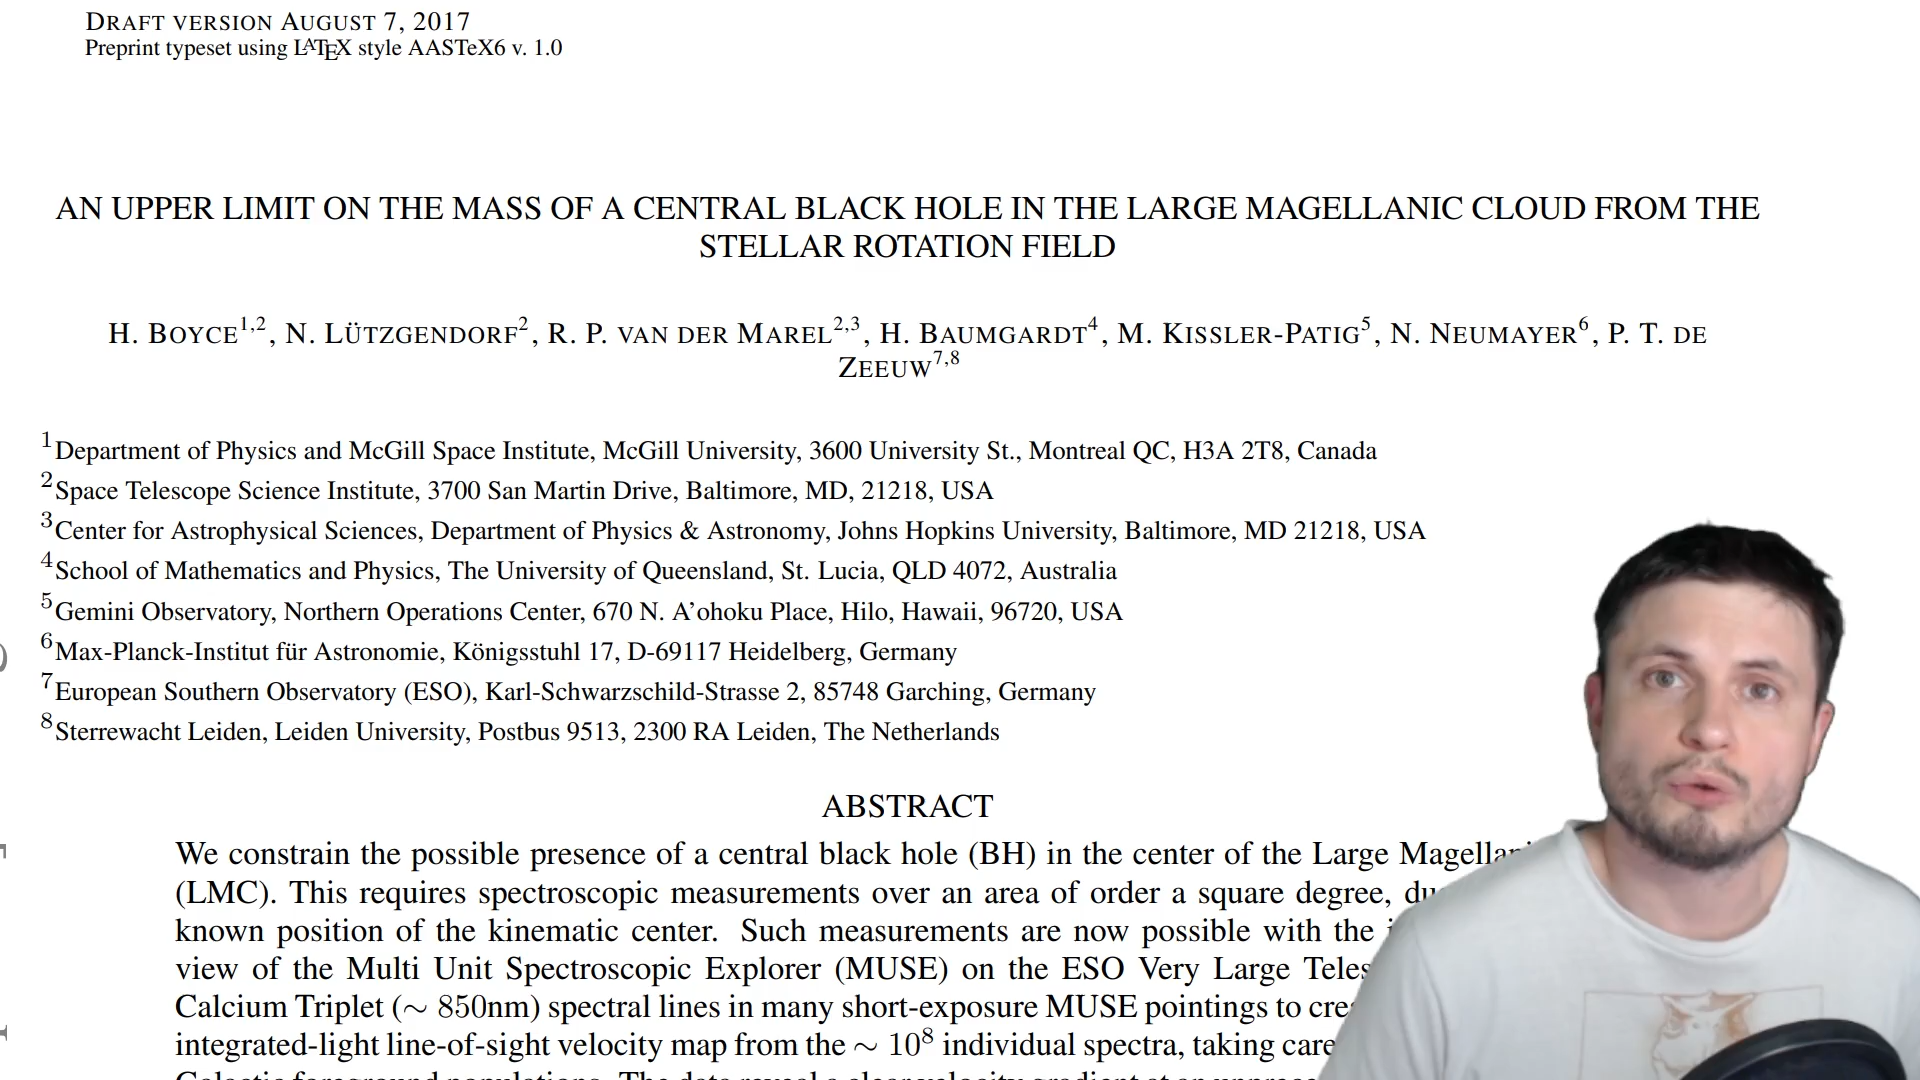 DRAFT VERSION AUGUST 7, 2017
Preprint typeset using LATEX style AASTeX6 v. 1.0
AN UPPER LIMIT ON THE MASS OF A CENTRAL BLACK HOLE IN THE LARGE MAGELLANIC CLOUD FROM THE
STELLAR ROTATION FIELD
H. BOYCE1,2, N. LÜTZGENDORF2, R. P. VAN DER MAREL2,3, H. BAUMGARDT4, M. KISSLER-PATIG5, N. NEUMAYER6, P. T. DE
ZEEUW7,8
1Department of Physics and McGill Space Institute, McGill University, 3600 University St., Montreal QC, H3A 2T8, Canada
2Space Telescope Science Institute, 3700 San Martin Drive, Baltimore, MD, 21218, USA
3Center for Astrophysical Sciences, Department of Physics & Astronomy, Johns Hopkins University, Baltimore, MD 21218, USA
4School of Mathematics and Physics, The University of Queensland, St. Lucia, QLD 4072, Australia
5Gemini Observatory, Northern Operations Center, 670 N. A'ohoku Place, Hilo, Hawaii, 96720, USA
6Max-Planck-Institut für Astronomie, Königsstuhl 17, D-69117 Heidelberg, Germany
7European Southern Observatory (ESO), Karl-Schwarzschild-Strasse 2, 85748 Garching, Germany
8Sterrewacht Leiden, Leiden University, Postbus 9513, 2300 RA Leiden, The Netherlands
ABSTRACT
We constrain the possible presence of a central black hole (BH) in the center of the Large
(LMC). This requires spectroscopic measurements over an area of order a square degree,
known position of the kinematic center. Such measurements are now possible with the
view of the Multi Unit Spectroscopic Explorer (MUSE) on the ESO Very Large
Calcium Triplet (∼ 850nm) spectral lines in many short-exposure MUSE pointings to
integrated-light line-of-sight velocity map from the ∼ 10^8 individual spectra, taking care